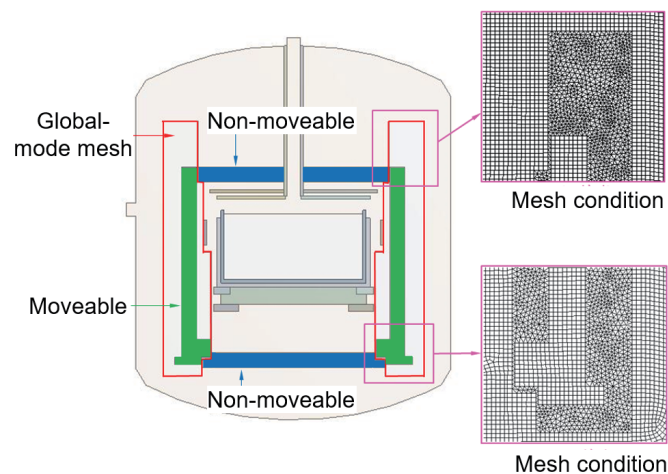 Non-moveable
Global-
mode mesh
Mesh condition
Moveable
Non-moveable
Mesh condition